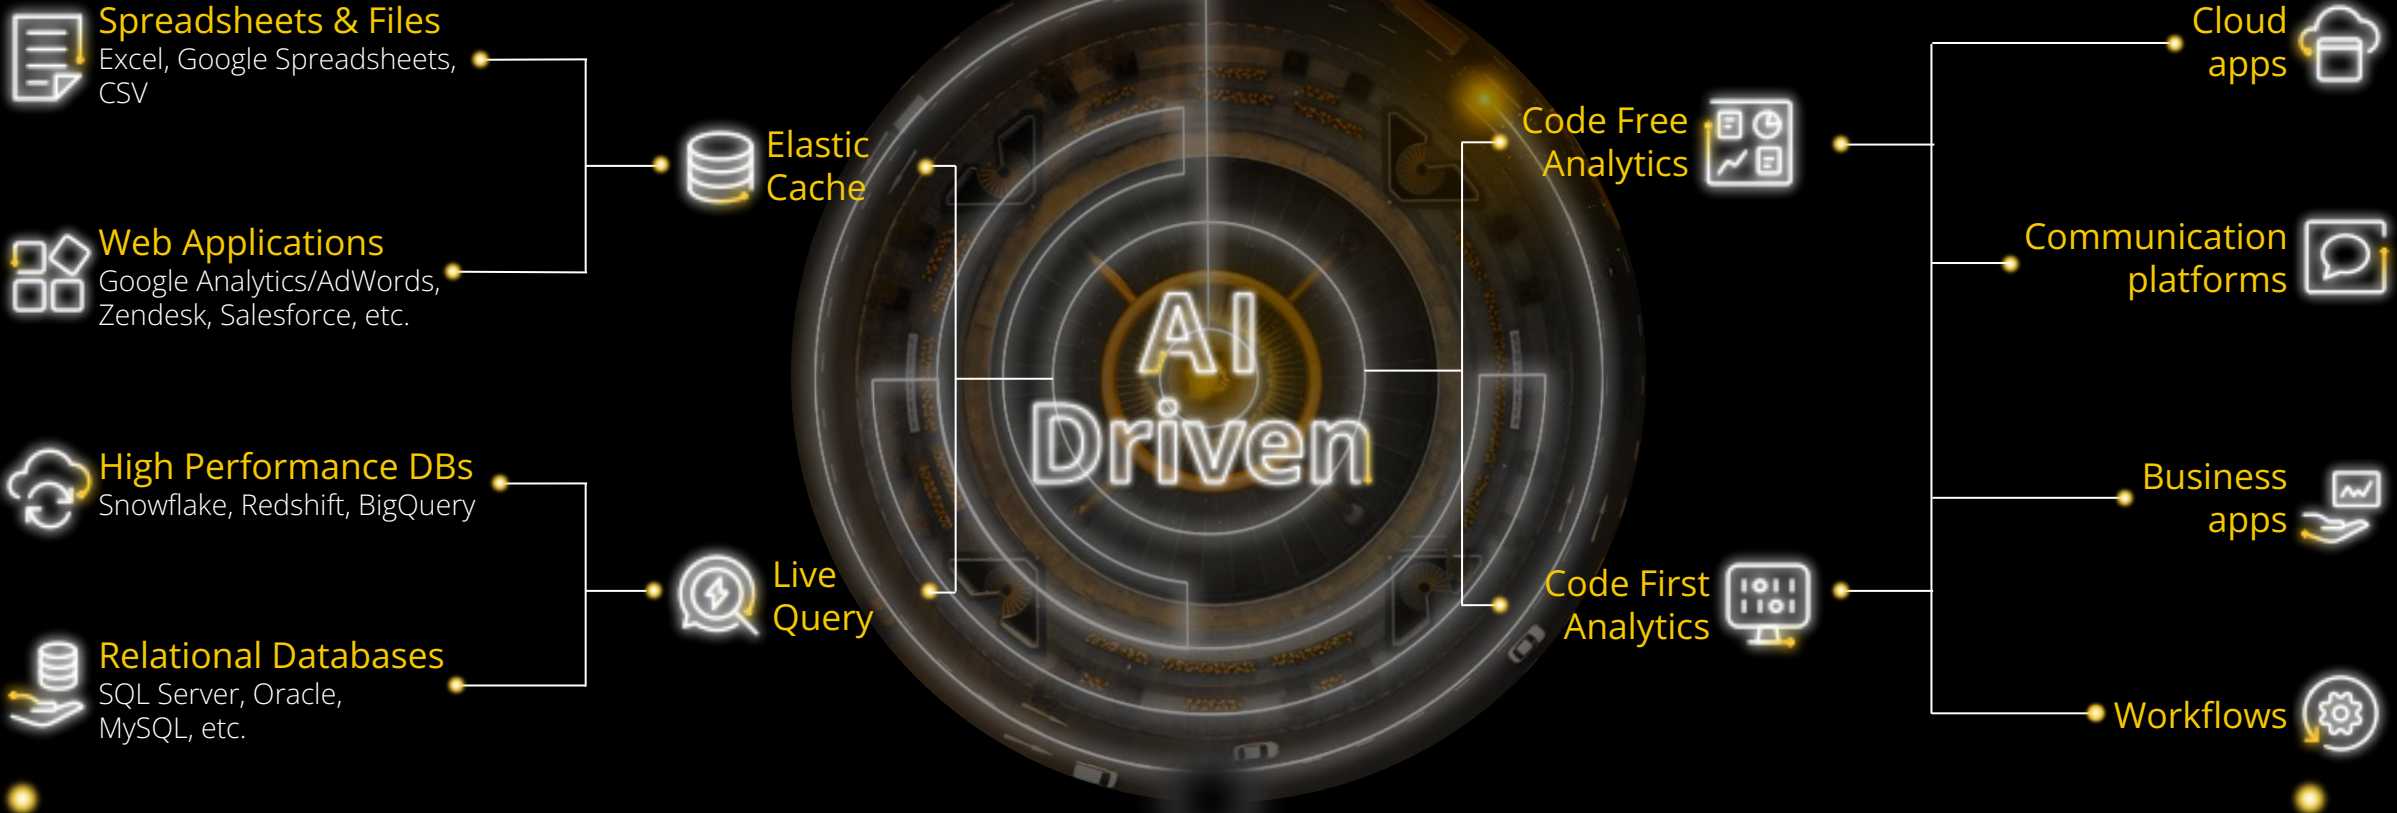 Spreadsheets & Files
Excel, Google Spreadsheets,
CSV
Web Applications
Google Analytics/AdWords,
Zendesk, Salesforce, etc.
High Performance DBs
Snowflake, Redshift, BigQuery
Relational Databases
SQL Server, Oracle,
MySQL, etc.
Elastic
Cache
Live
Query
AI
Driven
Code Free
Analytics
Code First
Analytics
1011
1101
Cloud
apps
Communication
platforms
Business
apps
Workflows